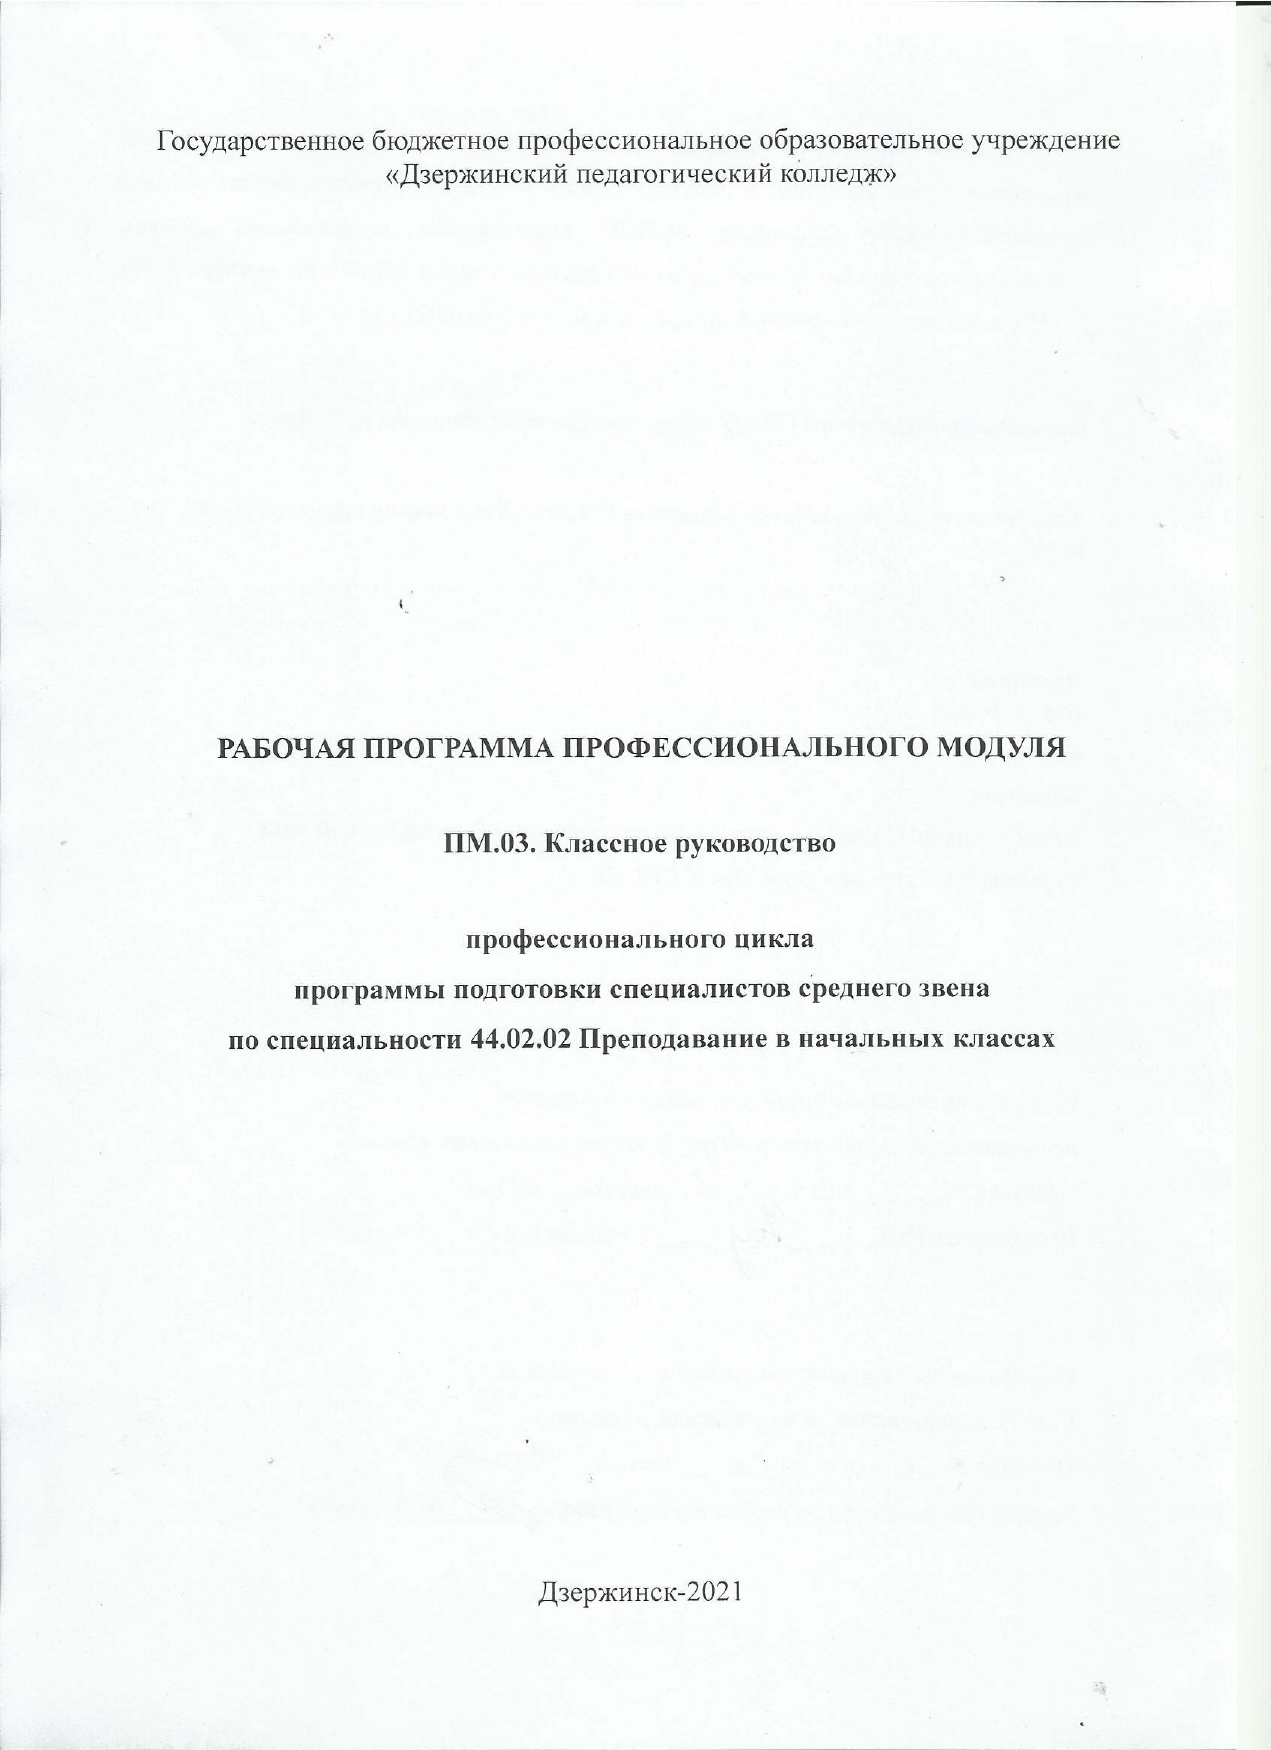 Государственное бюджетное профессиональное образовательное учреждение
«Дзержинский педагогический колледж»
РАБОЧАЯ ПРОГРАММА ПРОФЕССИОНАЛЬНОГО МОДУЛЯ
ПМ.03. Классное руководство
профессионального цикла
программы подготовки специалистов среднего звена
по специальности 44.02.02 Преподавание в начальных классах
Дзержинск-2021